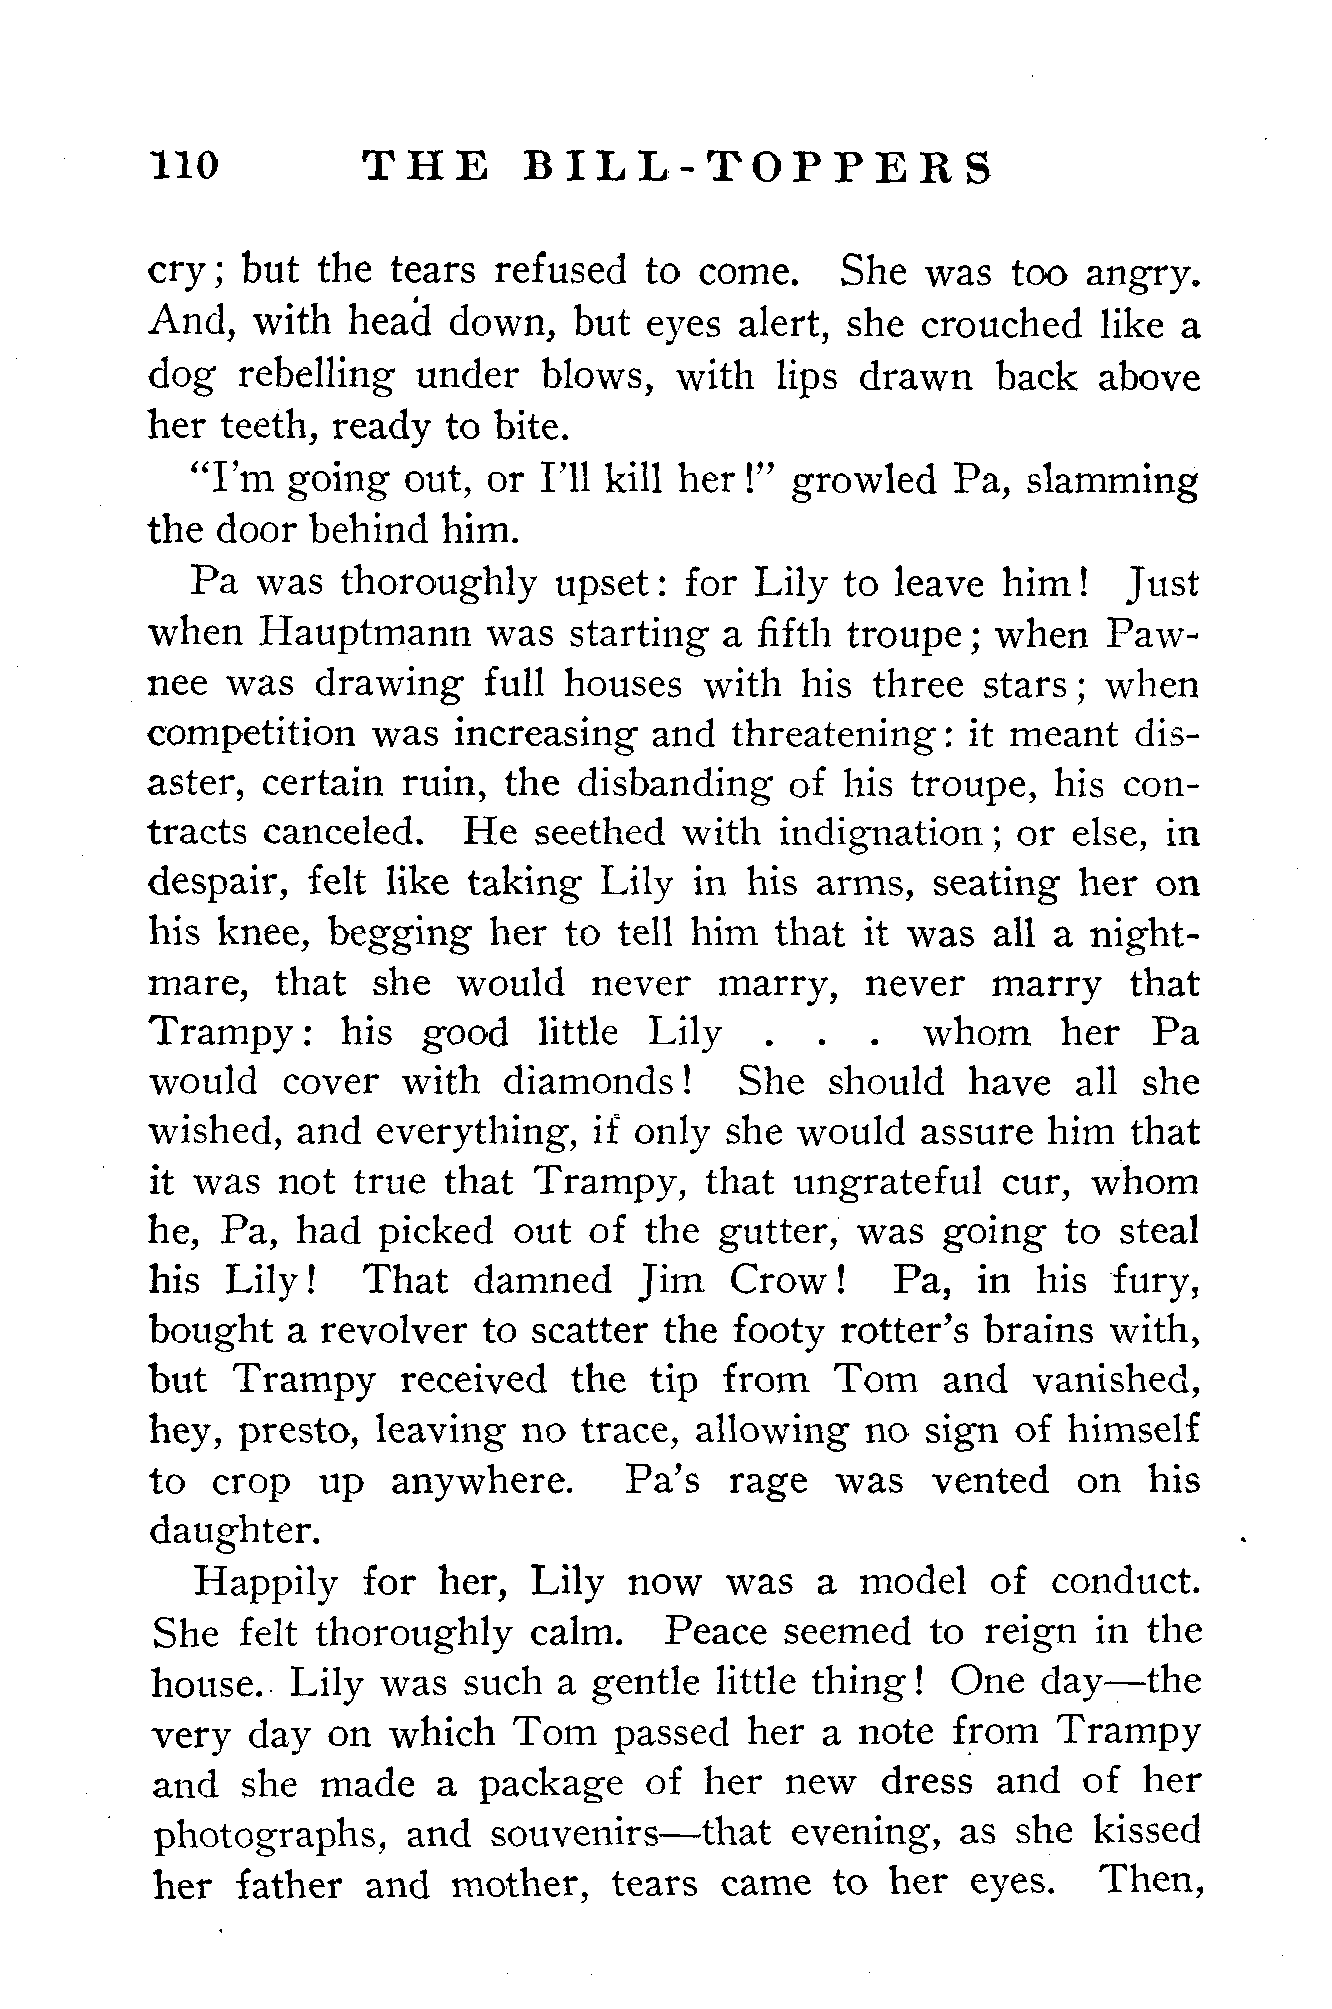 110 THE BILL-TOPPERS
cry; but the tears refused to come. She was too angry.
And, with head down, but eyes alert, she crouched like a
dog rebelling under blows, with lips drawn back above
her teeth, ready to bite.
"I'm going out, or I'll kill her!" growled Pa, slamming
the door behind him.
Pa was thoroughly upset: for Lily to leave him! Just
when Hauptmann was starting a fifth troupe; when Paw-
nee was drawing full houses with his three stars; when
competition was increasing and threatening: it meant dis-
aster, certain ruin, the disbanding of his troupe, his con-
tracts canceled. He seethed with indignation; or else, in
despair, felt like taking Lily in his arms, seating her on
his knee, begging her to tell him that it was all a night-
mare, that she would never marry, never marry that
Trampy: his good little Lily . . . whom her Pa
would cover with diamonds! She should have all she
wished, and everything, if only she would assure him that
it was not true that Trampy, that ungrateful cur, whom
he, Pa, had picked out of the gutter, was going to steal
his Lily! That damned Jim Crow! Pa, in his fury,
bought a revolver to scatter the footy rotter's brains with,
but Trampy received the tip from Tom and vanished,
hey, presto, leaving no trace, allowing no sign of himself
to crop up anywhere. Pa's rage was vented on his
daughter.
Happily for her, Lily now was a model of conduct.
She felt thoroughly calm. Peace seemed to reign in the
house. Lily was such a gentle little thing! One day—the
very day on which Tom passed her a note from Trampy
and she made a package of her new dress and of her
photographs, and souvenirs—that evening, as she kissed
her father and mother, tears came to her eyes. Then,